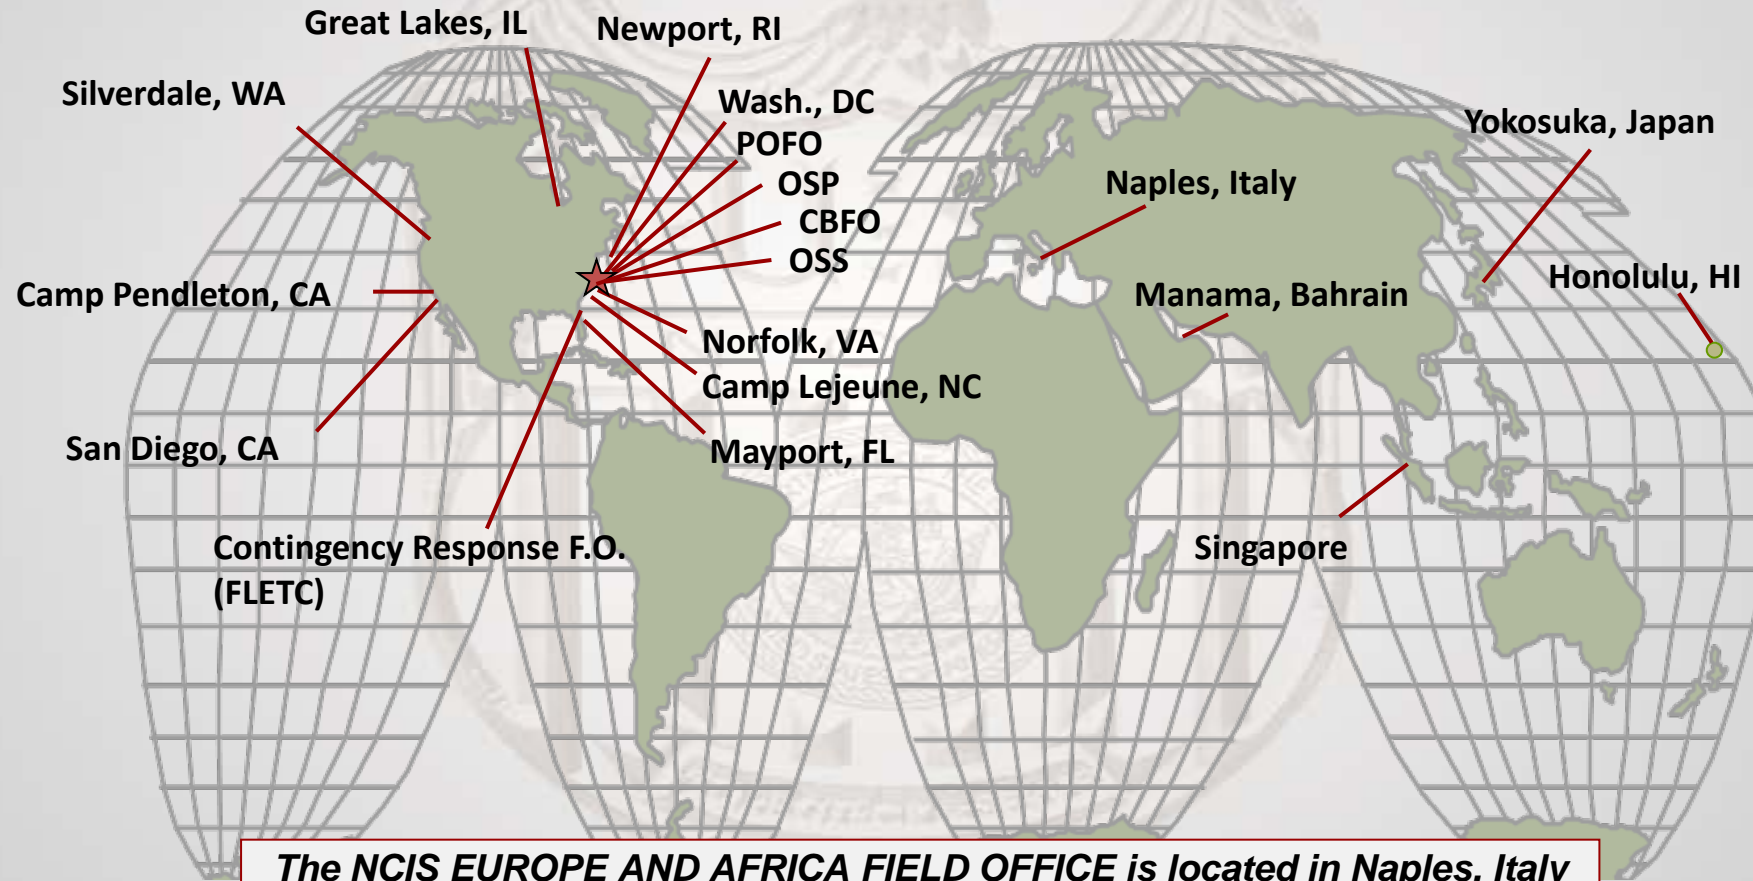 Great Lakes, IL
Newport, RI
Silverdale, WA
Wash., DC
POFO
OSP
CBFO
OSS
Yokosuka, Japan
Naples, Italy
Honolulu, HI
Camp Pendleton, CA
Manama, Bahrain
Norfolk, VA
Camp Lejeune, NC
San Diego, CA
Mayport, FL
Contingency Response F.O.
(FLETC)
Singapore
The NCIS EUROPE AND AFRICA FIELD OFFICE is located in Naples, Italy